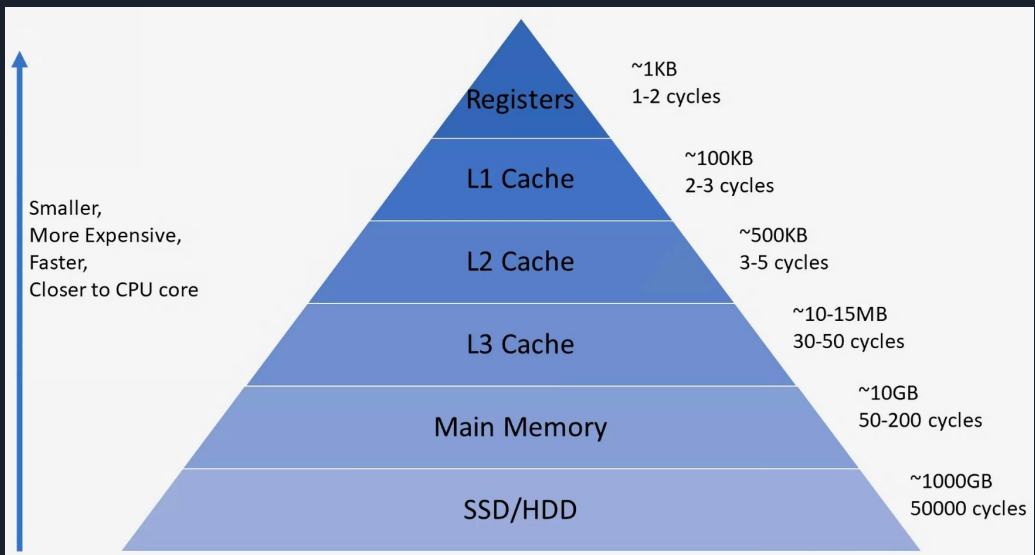 Registers
~1KB
1-2 cycles
L1 Cache
~100KB
2-3 cycles
Smaller,
More Expensive,
Faster,
Closer to CPU core
L2 Cache
~500KB
3-5 cycles
L3 Cache
~10-15MB
30-50 cycles
Main Memory
~10GB
50-200 cycles
SSD/HDD
~1000GB
50000 cycles